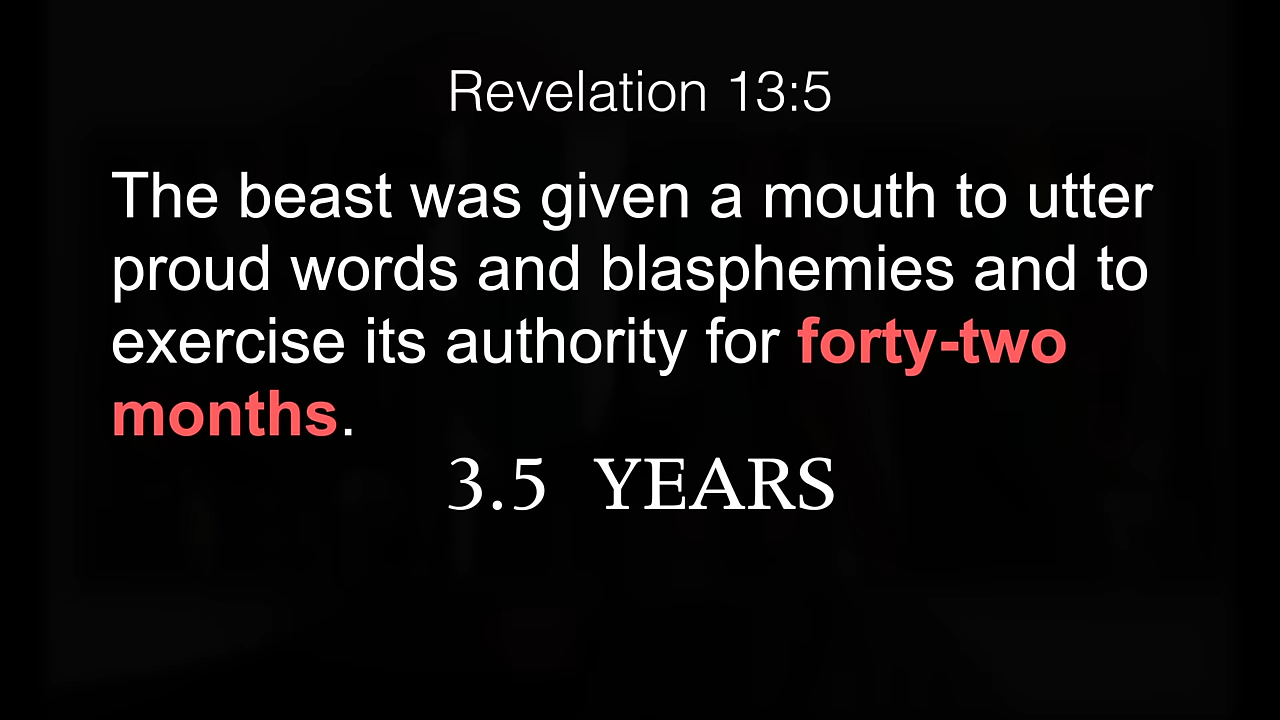 Revelation 13:5
The beast was given a mouth to utter
proud words and blasphemies and to
exercise its authority for forty-two
months.
3.5 YEARS